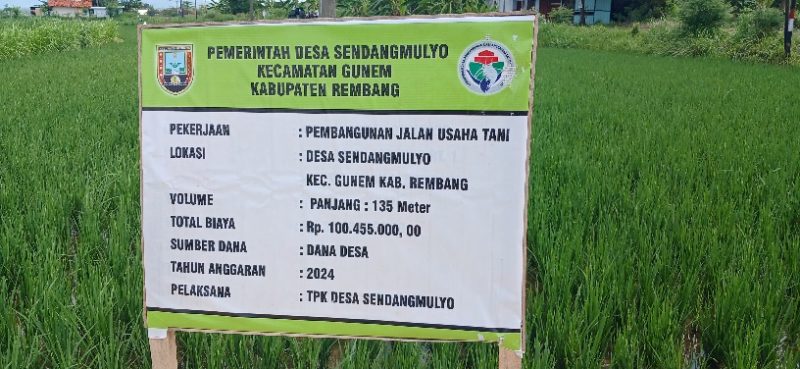 PEMERINTAH DESA SENDANGMULYO
KECAMATAN GUNEM
KABUPATEN REMBANG
PEKERJAAN : PEMBANGUNAN JALAN USAHA TANI
LOKASI : DESA SENDANGMULYO
KEC. GUNEM KAB. REMBANG
VOLUME : PANJANG : 135 Meter
TOTAL BIAYA : Rp. 100.455.000, 00
SUMBER DANA : DANA DESA
TAHUN ANGGARAN : 2024
PELAKSANA : TPK DESA SENDANGMULYO